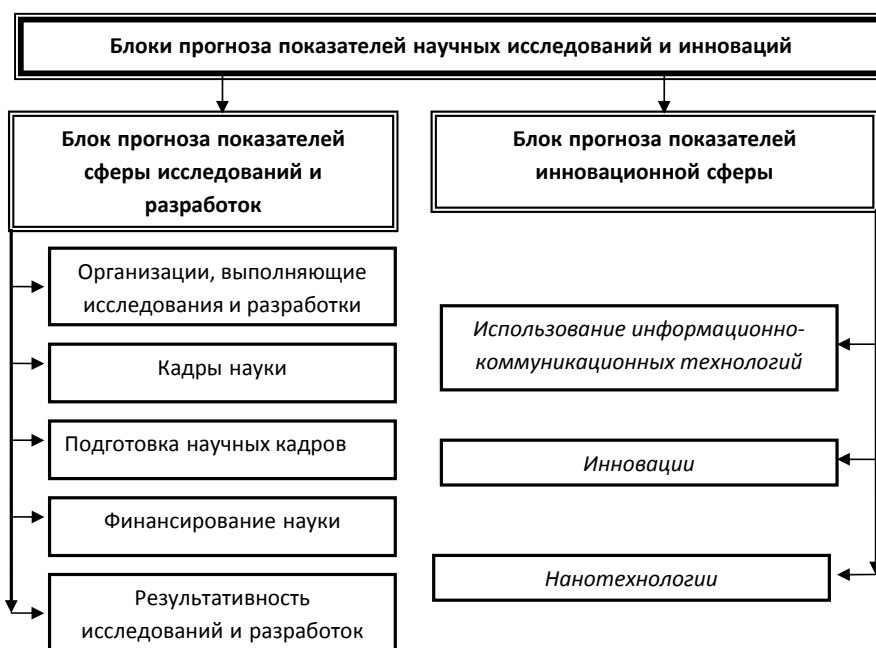 Блоки прогноза показателей научных исследований и инноваций
Блок прогноза показателей
сферы исследований и
разработок
Организации, выполняющие
исследования и разработки
Кадры науки
Подготовка научных кадров
Финансирование науки
Результативность
исследований и разработок
Блок прогноза показателей
инновационной сферы
Использование информационно-
коммуникационных технологий
Инновации
Нанотехнологии